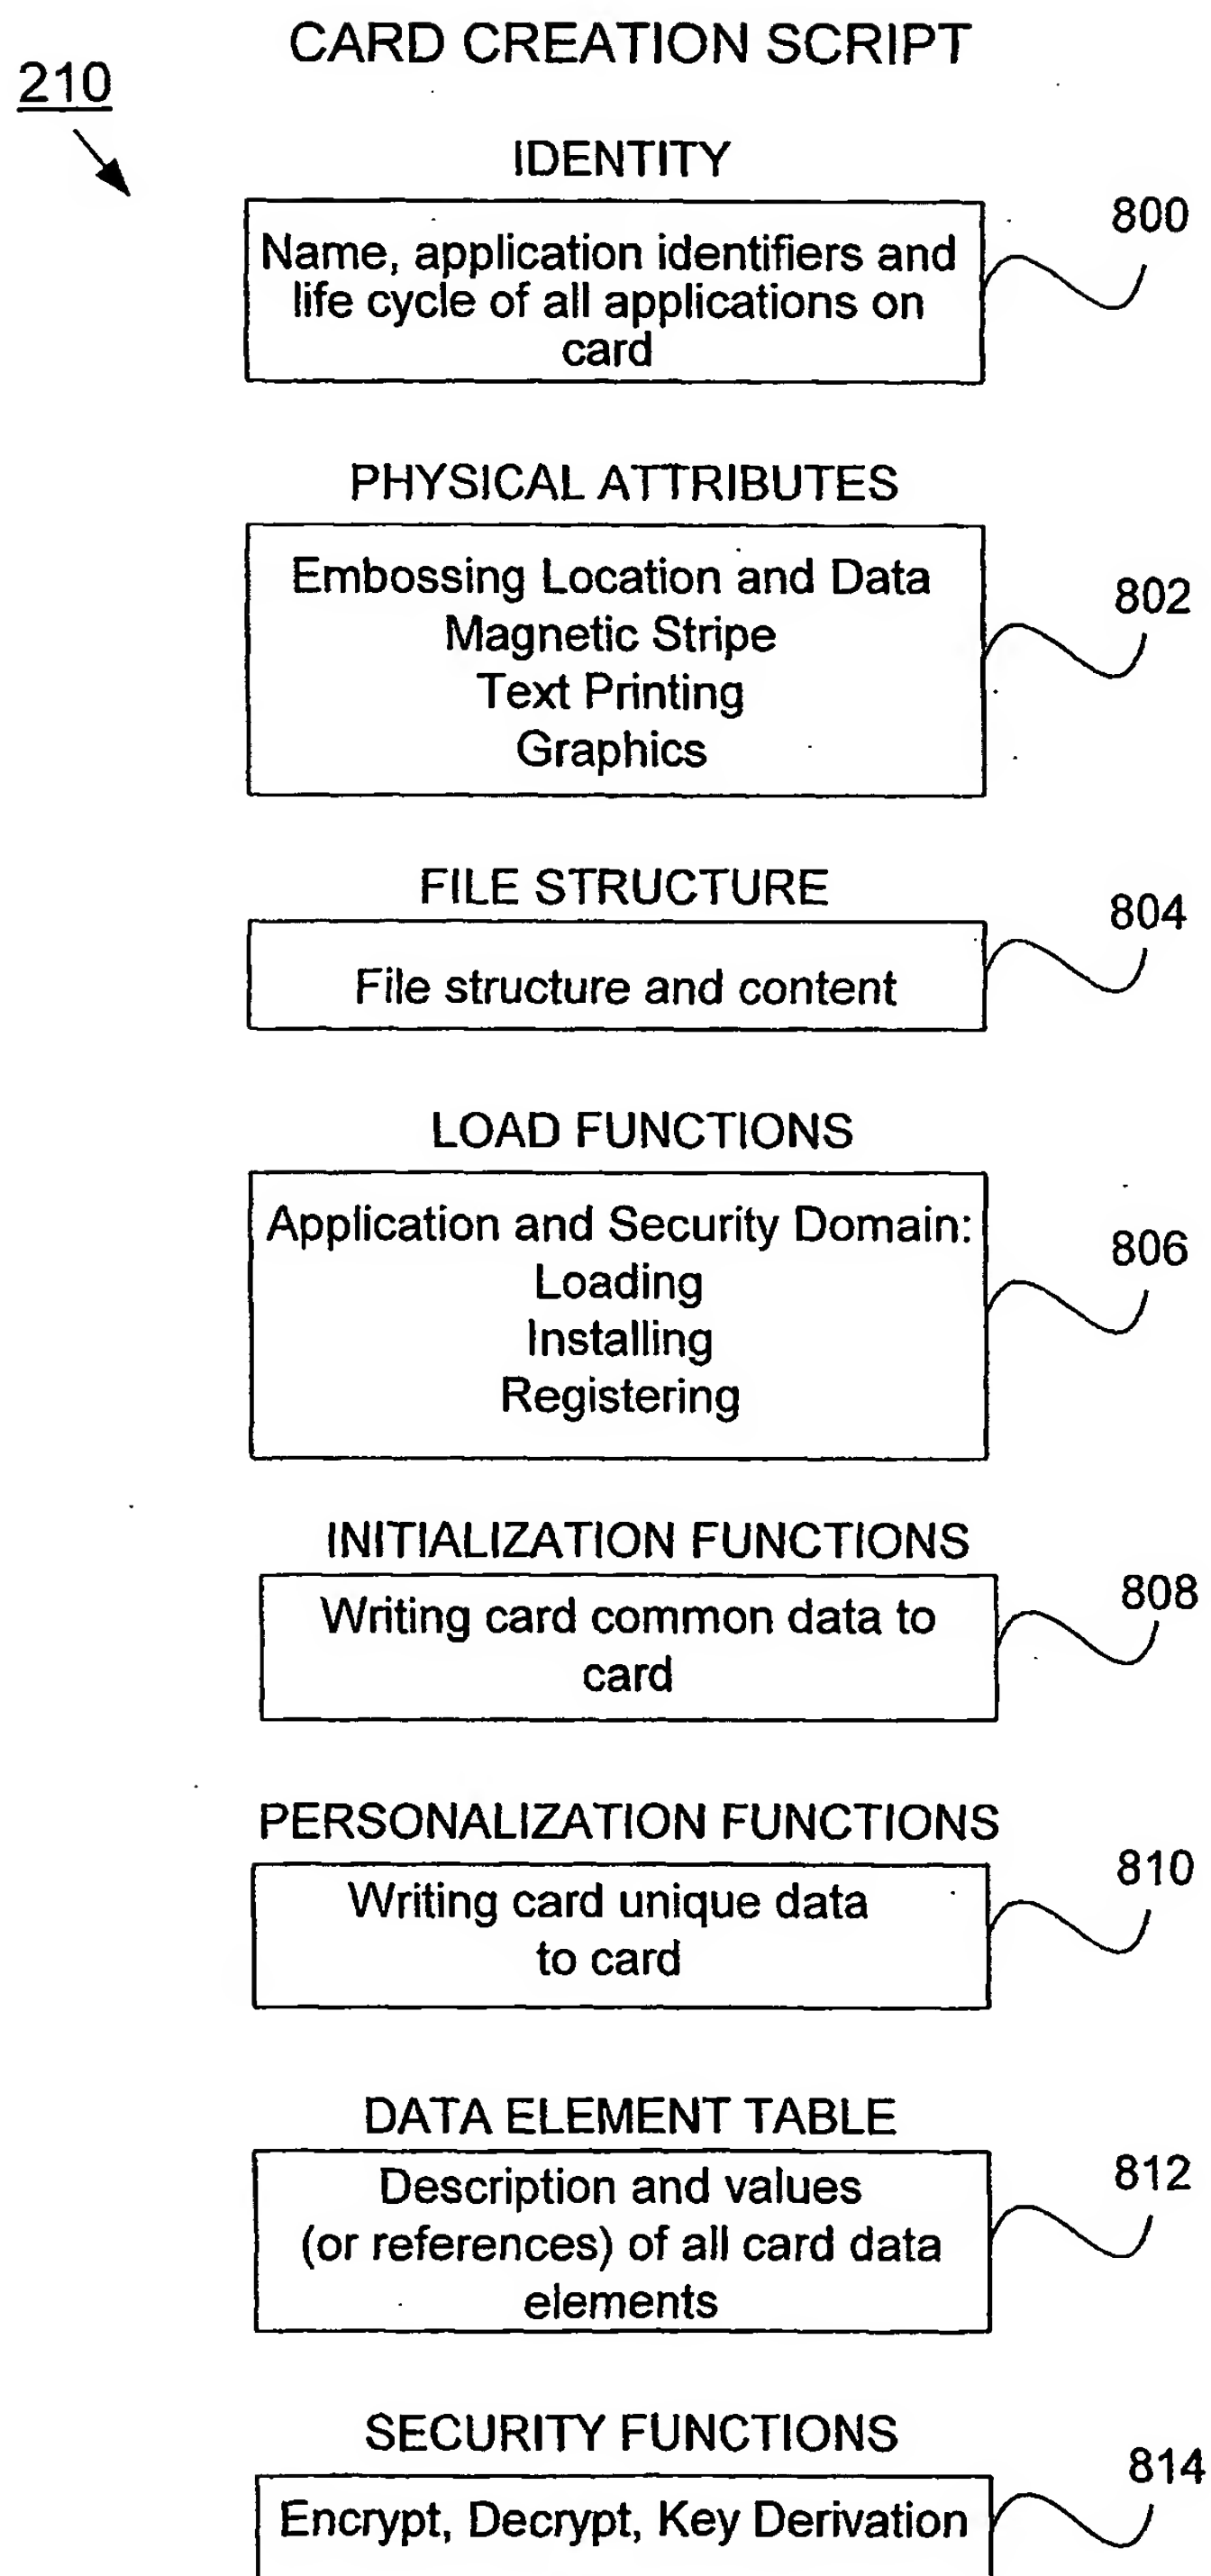 CARD CREATION SCRIPT
210
IDENTITY
800
Name, application identifiers and
life cycle of all applications on
card
PHYSICAL ATTRIBUTES
Embossing Location and Data
802
Magnetic Stripe
Text Printing
Graphics
FILE STRUCTURE
804
File structure and content
LOAD FUNCTIONS
Application and Security Domain:
806
Loading
Installing
Registering
INITIALIZATION FUNCTIONS
808
Writing card common data to
card
PERSONALIZATION FUNCTIONS
810
Writing card unique data
to card
DATA ELEMENT TABLE
812
Description and values
(or references) of all card data
elements
SECURITY FUNCTIONS
814
Encrypt, Decrypt, Key Derivation